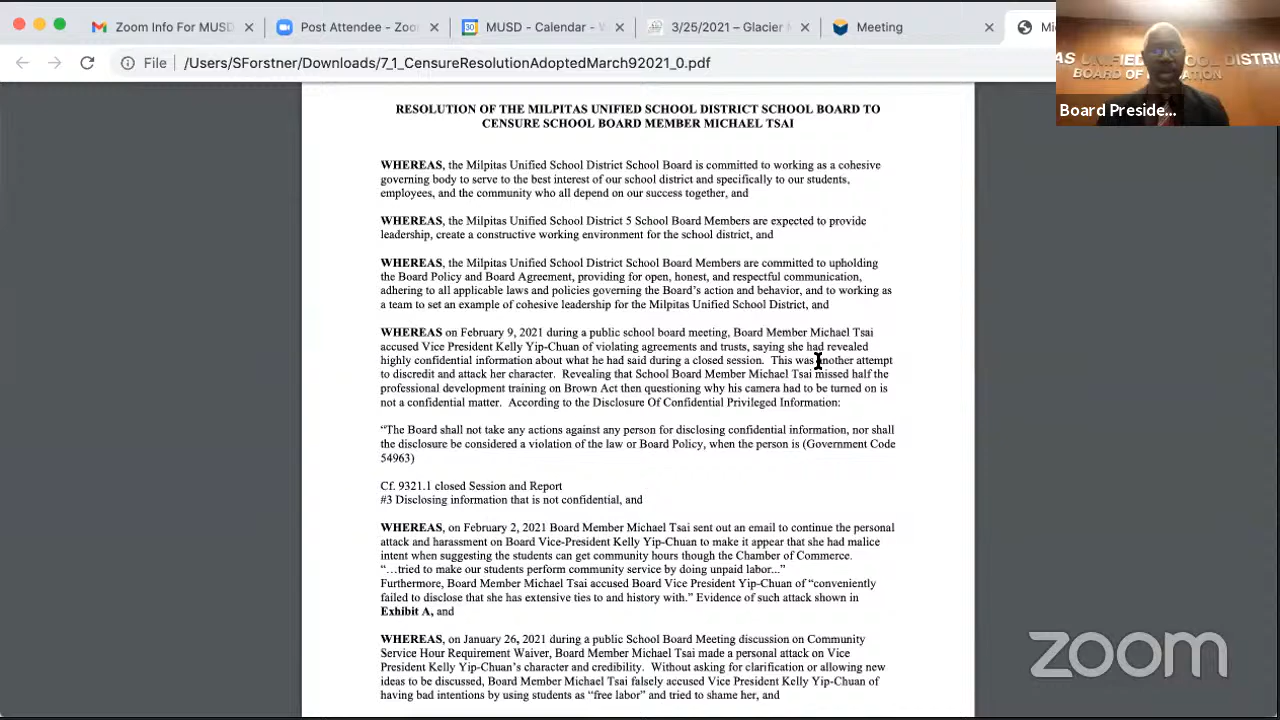 Zoom Info For MUSD
Post Attendee - Zoo
MUSD - Calendar -
3/25/2021 – Glacier
Meeting
File /Users/SForstner/Downloads/7,1_CensureResolutionAdoptedMarch92021_0.pdf
AS UNIFIED SCHOOL DISTRI
BOARD OF EDUCATION
Board Preside...
RESOLUTION OF THE MILPITAS UNIFIED SCHOOL DISTRICT SCHOOL BOARD TO
CENSURE SCHOOL BOARD MEMBER MICHAEL TSAI
WHEREAS, the Milpitas Unified School District School Board is committed to working as a cohesive
governing body to serve to the best interest of our school district and specifically to our students,
employees, and the community who all depend on our success together, and
WHEREAS, the Milpitas Unified School District 5 School Board Members are expected to provide
leadership, create a constructive working environment for the school district, and
WHEREAS, the Milpitas Unified School District School Board Members are committed to upholding
the Board Policy and Board Agreement, providing for open, honest, and respectful communication,
adhering to all applicable laws and policies governing the Board's action and behavior, and to working as
a team to set an example of cohesive leadership for the Milpitas Unified School District, and
WHEREAS on February 9, 2021 during a public school board meeting, Board Member Michael Tsai
accused Vice President Kelly Yip-Chuan of violating agreements and trusts, saying she had revealed
highly confidential information about what he had said during a closed session. This was another attempt
to discredit and attack her character. Revealing that School Board Member Michael Tsai missed half the
professional development training on Brown Act then questioning why his camera had to be turned on is
not a confidential matter. According to the Disclosure Of Confidential Privileged Information:
“The Board shall not take any actions against any person for disclosing confidential information, nor shall
the disclosure be considered a violation of the law or Board Policy, when the person is (Government Code
54963)
Cf. 9321.1 closed Session and Report
#3 Disclosing information that is not confidential, and
WHEREAS, on February 2, 2021 Board Member Michael Tsai sent out an email to continue the personal
attack and harassment on Board Vice-President Kelly Yip-Chuan to make it appear that she had malice
intent when suggesting the students can get community hours though the Chamber of Commerce.
“…tried to make our students perform community service by doing unpaid labor...”
Furthermore, Board Member Michael Tsai accused Board Vice President Yip-Chuan of “conveniently
failed to disclose that she has extensive ties to and history with.” Evidence of such attack shown in
Exhibit A, and
WHEREAS, on January 26, 2021 during a public School Board Meeting discussion on Community
Service Hour Requirement Waiver, Board Member Michael Tsai made a personal attack on Vice
President Kelly Yip-Chuan's character and credibility. Without asking for clarification or allowing new
ideas to be discussed, Board Member Michael Tsai falsely accused Vice President Kelly Yip-Chuan of
having bad intentions by using students as “free labor” and tried to shame her, and
zoom